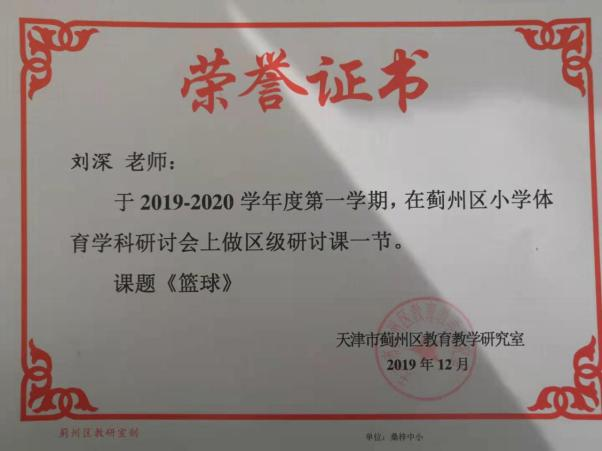 荣誉证书
刘深 老师：
于 2019-2020 学年度第一学期，在蓟州区小学体
育学科研讨会上做区级研讨课一节。
课题《篮球》
天津市蓟州区教育教学研究室
2019 年 12 月
蓟州区教研室制
单位：桑梓中小